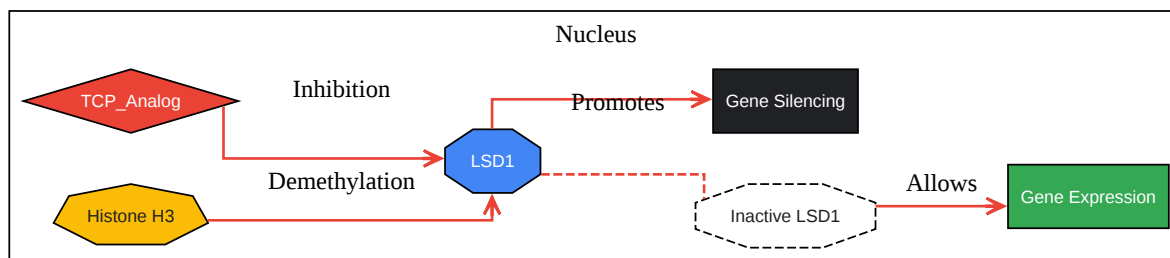 Nucleus
Inhibition
TCP_Analog
Promotes
Gene Silencing
LSD1
Demethylation
Allows
Histone H3
Inactive LSD1
Gene Expression